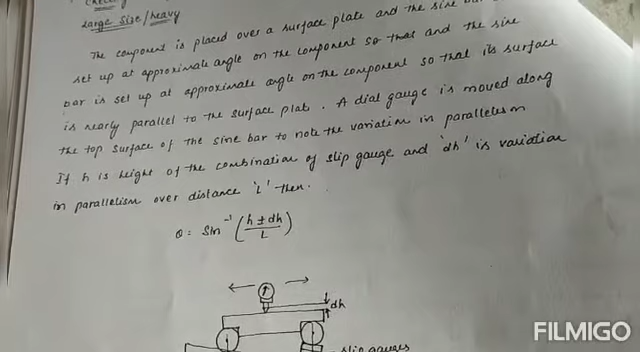 large size/heavy
The component is placed over a surface plate and the sine bar
set up at approximate angle on the component so that and the sine
bar is set up at approximate angle on the component so that its surface
is nearly parallel to the surface plate. A dial gauge is moved along
the top surface of the sine bar to note the variation in parallelism
If h is height of the combination of slip gauge and 'dh' is variation
in parallelism over distance 'L' then.
θ = Sin⁻¹ (h ± dh / L)
dh
slip gauges
FILMIGO